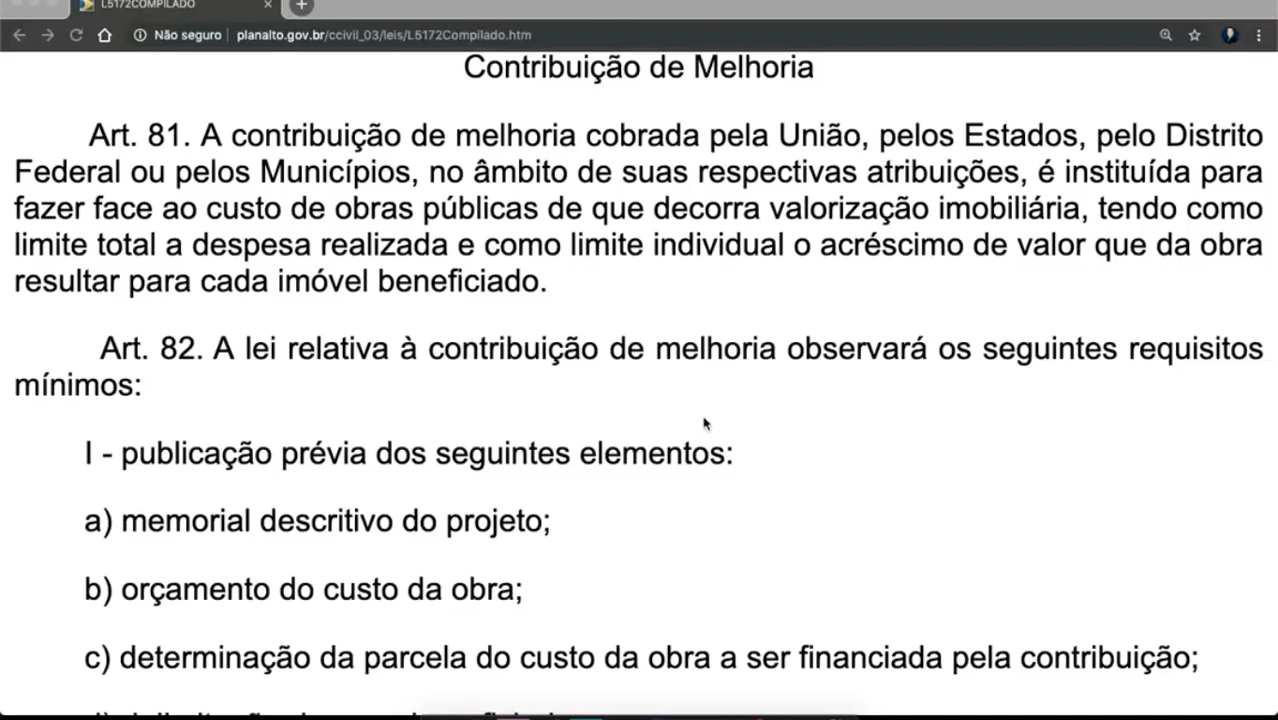 L5172COMPILADO
Não seguro
planalto.gov.br/ccivil_03/leis/L5172Compilado.htm
Contribuição de Melhoria
Art. 81. A contribuição de melhoria cobrada pela União, pelos Estados, pelo Distrito
Federal ou pelos Municípios, no âmbito de suas respectivas atribuições, é instituída para
fazer face ao custo de obras públicas de que decorra valorização imobiliária, tendo como
limite total a despesa realizada e como limite individual o acréscimo de valor que da obra
resultar para cada imóvel beneficiado.
Art. 82. A lei relativa à contribuição de melhoria observará os seguintes requisitos
mínimos:
I - publicação prévia dos seguintes elementos:
a) memorial descritivo do projeto;
b) orçamento do custo da obra;
c) determinação da parcela do custo da obra a ser financiada pela contribuição;